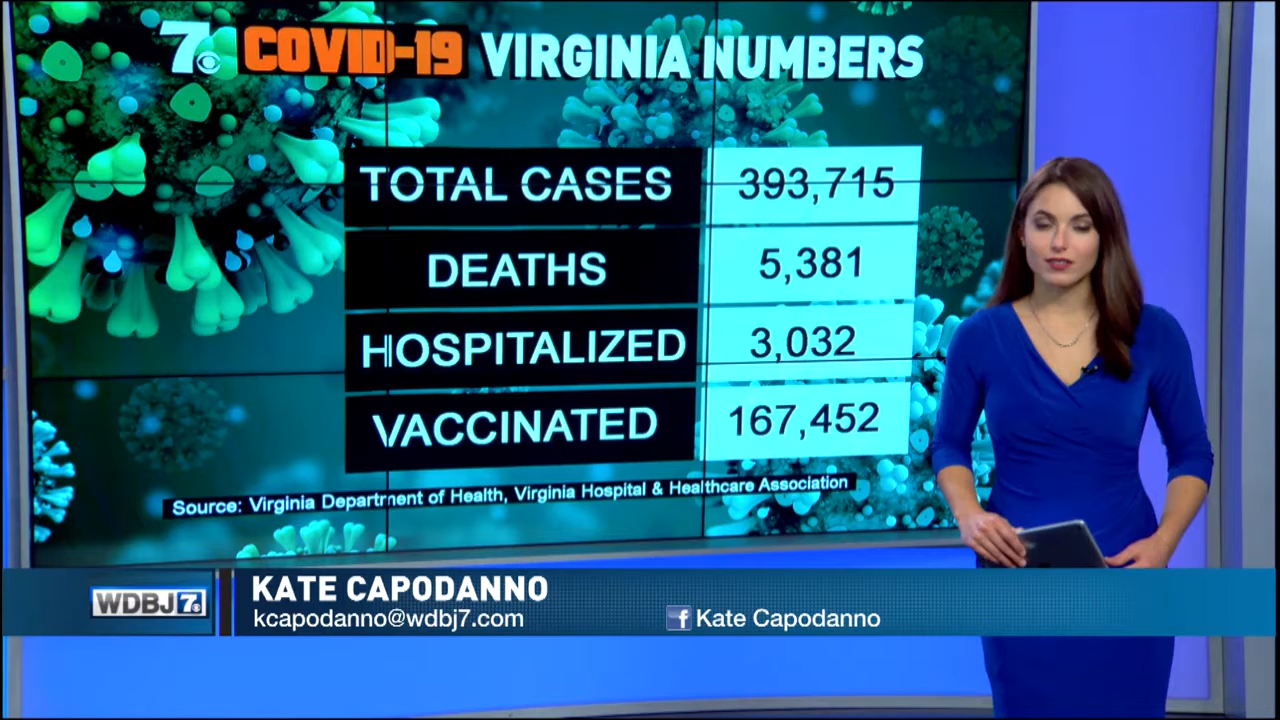 7 COVID-19 VIRGINIA NUMBERS
TOTAL CASES 393,715
DEATHS 5,381
HOSPITALIZED 3,032
VACCINATED 167,452
Source: Virginia Department of Health, Virginia Hospital & Healthcare Association
WDBJ7
KATE CAPODANNO
kcapodanno@wdbj7.com
f Kate Capodanno